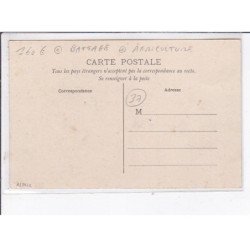 160 € @ BATTAGE @ AGRICULTURE
CARTE POSTALE
Tous les pays étrangers n'acceptent pas la correspondance au recto.
Se renseigner à la poste
Correspondance
Adresse
37
M